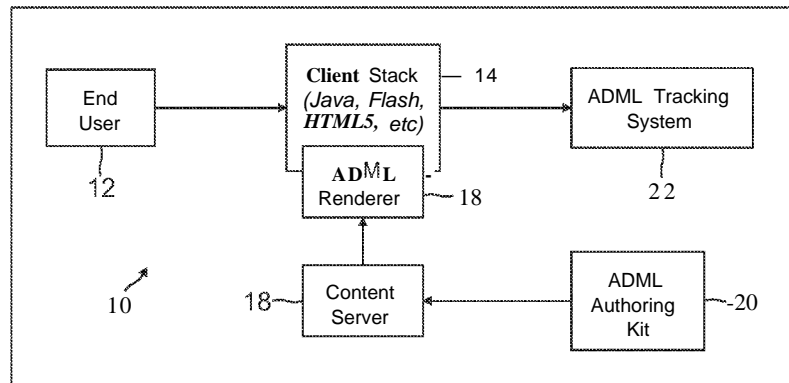 End
User
12
Client Stack
(Java, Flash,
HTML5, etc)
14
ADML Tracking
System
22
ADML
Renderer
18
10
18
Content
Server
ADML
Authoring
Kit
-20